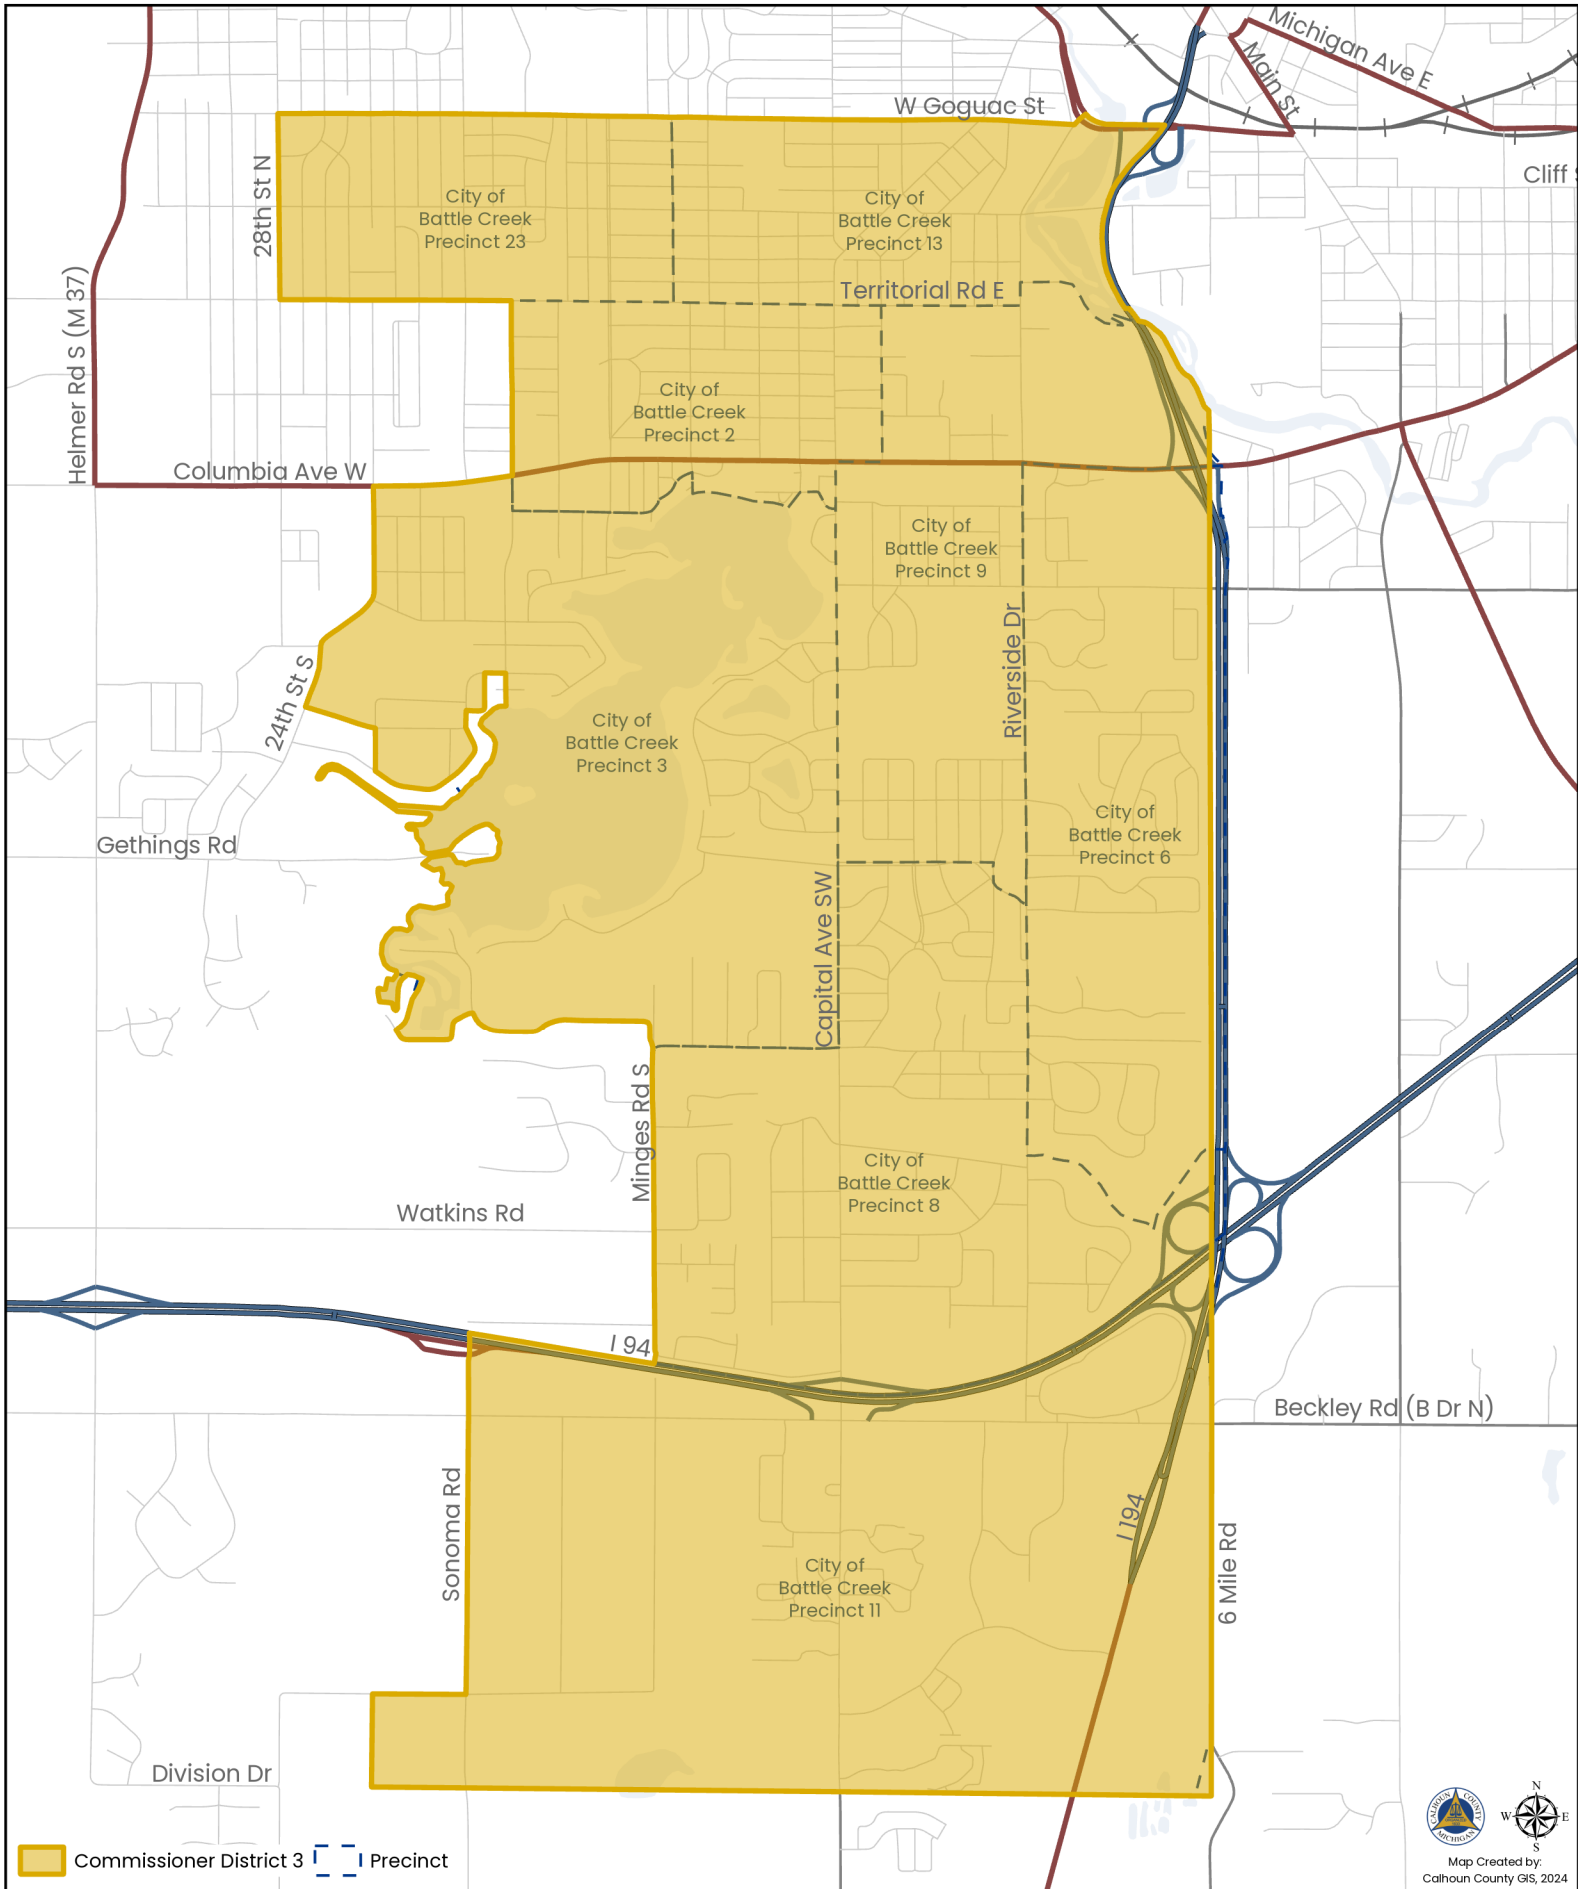 Michigan Ave E
Main St
W Goguac St
Cliff
28th St N
City of
Battle Creek
Precinct 23
City of
Battle Creek
Precinct 13
Territorial Rd E
Helmer Rd S (M 37)
City of
Battle Creek
Precinct 2
Columbia Ave W
City of
Battle Creek
Precinct 9
Riverside Dr
24th St S
City of
Battle Creek
Precinct 3
City of
Battle Creek
Precinct 6
Gethings Rd
Capital Ave SW
Minges Rd S
City of
Battle Creek
Precinct 8
Watkins Rd
I 94
Beckley Rd (B Dr N)
Sonoma Rd
I 194
6 Mile Rd
City of
Battle Creek
Precinct 11
Division Dr
CALHOUN COUNTY
MICHIGAN
N
W
E
S
Commissioner District 3
Precinct
Map Created by:
Calhoun County GIS, 2024